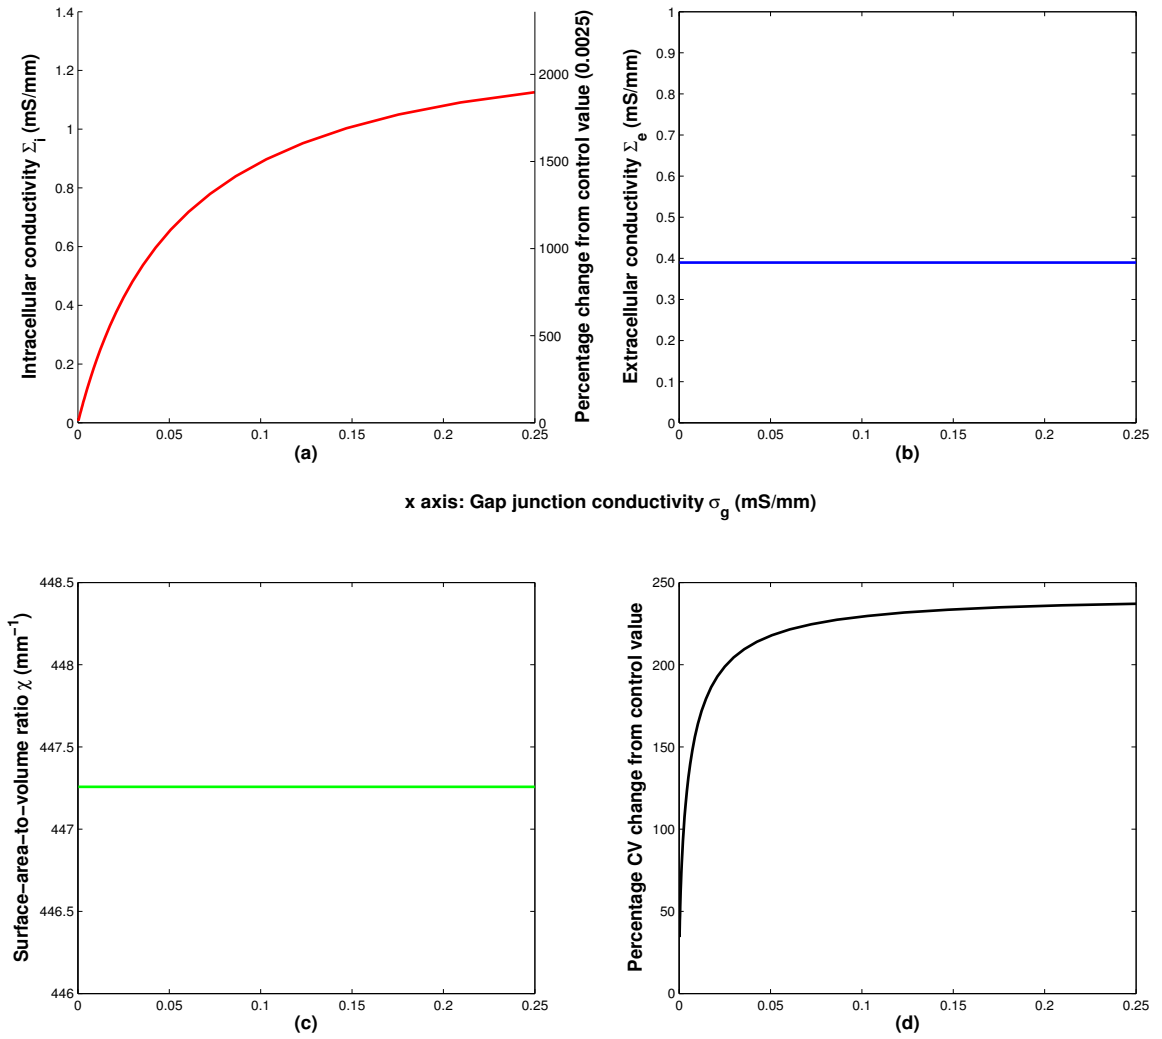 Intracellular conductivity Σi (mS/mm)
1.4
1.2
1
0.8
0.6
0.4
0.2
0
0 0.05 0.1 0.15 0.2 0.25
(a)
2000
1500
1000
500
0
Percentage change from control value (0.0025)
Extracellular conductivity Σe (mS/mm)
1
0.9
0.8
0.7
0.6
0.5
0.4
0.3
0.2
0.1
0
0 0.05 0.1 0.15 0.2 0.25
(b)
x axis: Gap junction conductivity σg (mS/mm)
Surface−area−to−volume ratio χ (mm−1)
448.5
448
447.5
447
446.5
446
0 0.05 0.1 0.15 0.2 0.25
(c)
Percentage CV change from control value
250
200
150
100
50
0
0 0.05 0.1 0.15 0.2 0.25
(d)